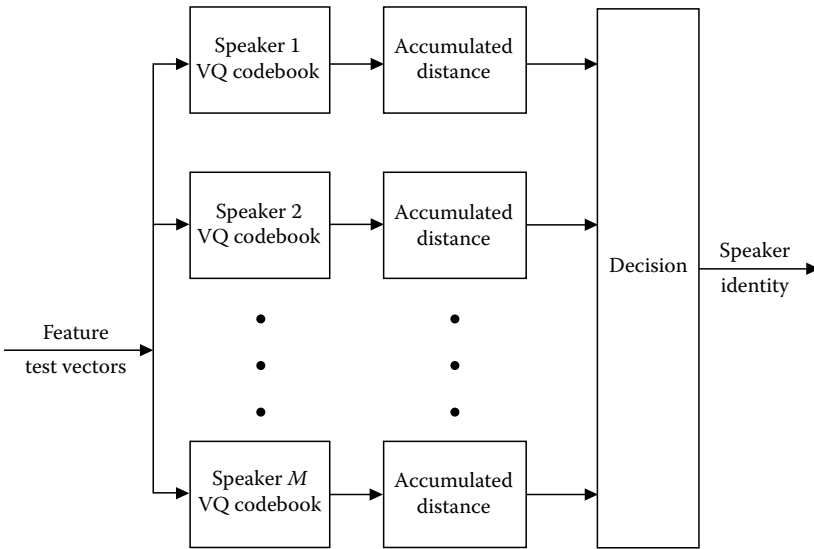 Speaker 1
VQ codebook
Accumulated
distance
Speaker 2
VQ codebook
Accumulated
distance
Decision
Speaker
identity
Feature
test vectors
Speaker M
VQ codebook
Accumulated
distance